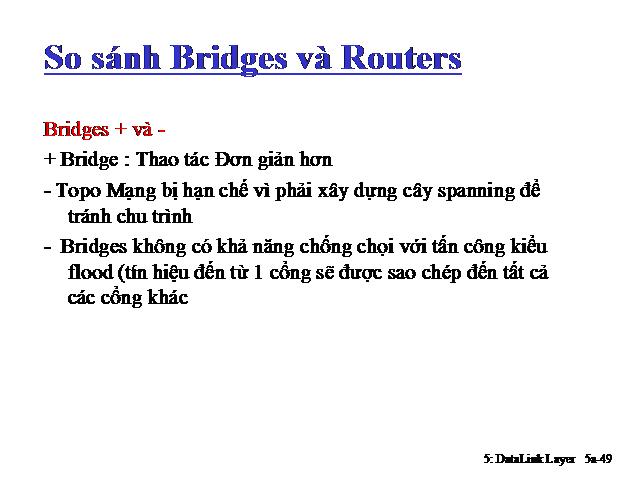 So sánh Bridges và Routers
Bridges + và -
+ Bridge : Thao tác Đơn giản hơn
- Topo Mạng bị hạn chế vì phải xây dựng cây spanning để
tránh chu trình
- Bridges không có khả năng chống chọi với tấn công kiểu
flood (tín hiệu đến từ 1 cổng sẽ được sao chép đến tất cả
các cổng khác
5: DataLink Layer 5a-49